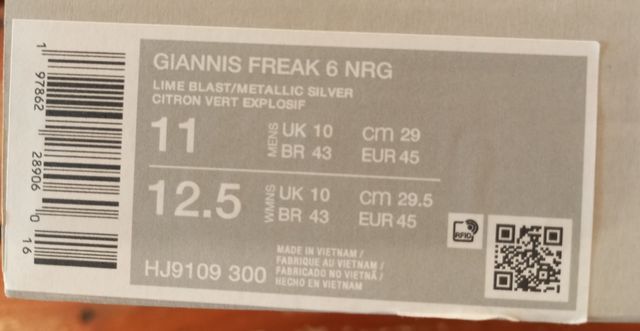 GIANNIS FREAK 6 NRG
LIME BLAST/METALLIC SILVER
CITRON VERT EXPLOSIF
11 MENS UK 10 cm 29
BR 43 EUR 45
12.5 WMNS UK 10 cm 29.5
BR 43 EUR 45
HJ9109 300
MADE IN VIETNAM /
FABRIQUE AU VIETNAM /
FABRICADO NO VIETNÃ /
HECHO EN VIETNAM
RFID
1 97862 28906 0 16